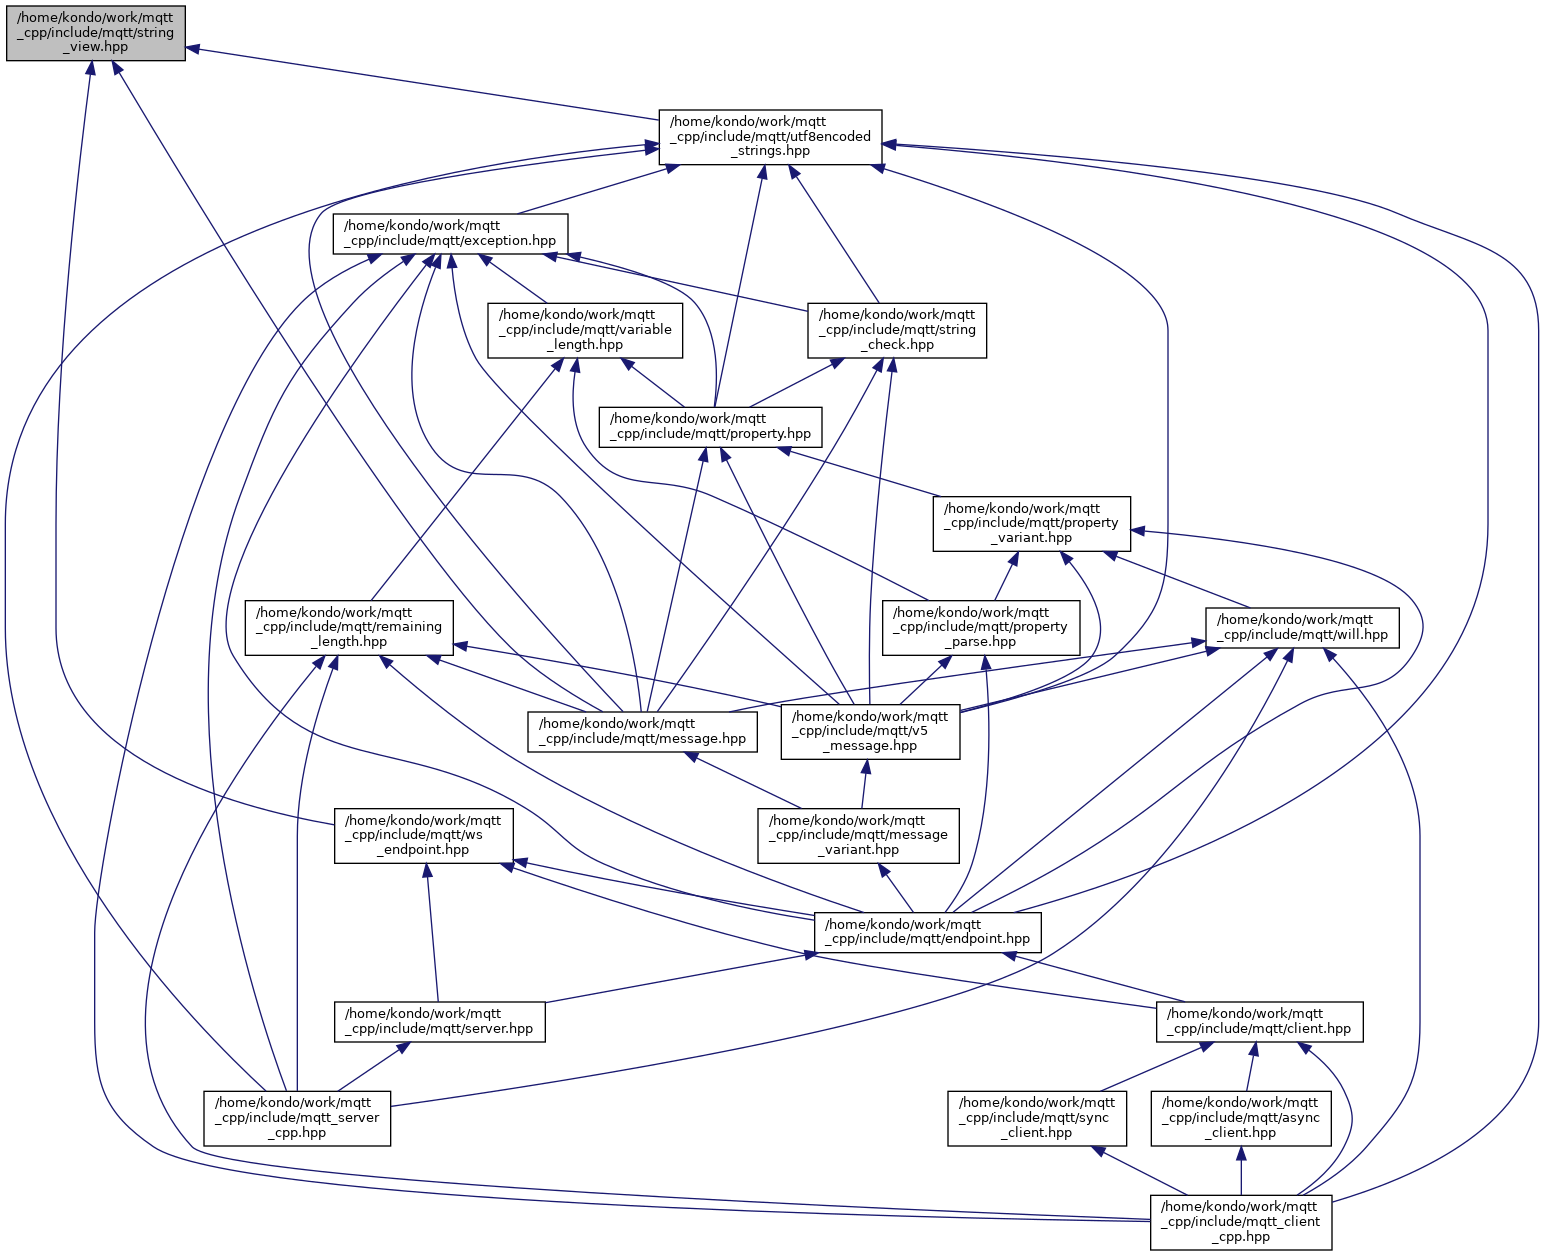 /home/kondo/work/mqtt
_cpp/include/mqtt/string
_view.hpp
/home/kondo/work/mqtt
_cpp/include/mqtt/utf8encoded
_strings.hpp
/home/kondo/work/mqtt
_cpp/include/mqtt/exception.hpp
/home/kondo/work/mqtt
_cpp/include/mqtt/variable
_length.hpp
/home/kondo/work/mqtt
_cpp/include/mqtt/string
_check.hpp
/home/kondo/work/mqtt
_cpp/include/mqtt/property.hpp
/home/kondo/work/mqtt
_cpp/include/mqtt/property
_variant.hpp
/home/kondo/work/mqtt
_cpp/include/mqtt/remaining
_length.hpp
/home/kondo/work/mqtt
_cpp/include/mqtt/property
_parse.hpp
/home/kondo/work/mqtt
_cpp/include/mqtt/will.hpp
/home/kondo/work/mqtt
_cpp/include/mqtt/message.hpp
/home/kondo/work/mqtt
_cpp/include/mqtt/v5
_message.hpp
/home/kondo/work/mqtt
_cpp/include/mqtt/ws
_endpoint.hpp
/home/kondo/work/mqtt
_cpp/include/mqtt/message
_variant.hpp
/home/kondo/work/mqtt
_cpp/include/mqtt/endpoint.hpp
/home/kondo/work/mqtt
_cpp/include/mqtt/server.hpp
/home/kondo/work/mqtt
_cpp/include/mqtt/client.hpp
/home/kondo/work/mqtt
_cpp/include/mqtt_server
_cpp.hpp
/home/kondo/work/mqtt
_cpp/include/mqtt/sync
_client.hpp
/home/kondo/work/mqtt
_cpp/include/mqtt/async
_client.hpp
/home/kondo/work/mqtt
_cpp/include/mqtt_client
_cpp.hpp